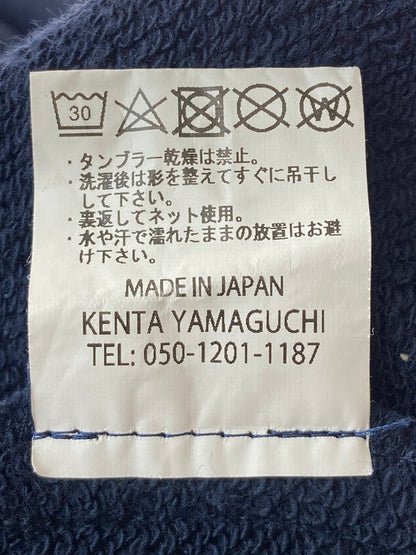 30 W
・タンブラー乾燥は禁止。
・洗濯後は形を整えてすぐに吊干し
して下さい。
・裏返してネット使用。
・水や汗で濡れたままの放置はお避
け下さい。
MADE IN JAPAN
KENTA YAMAGUCHI
TEL: 050-1201-1187